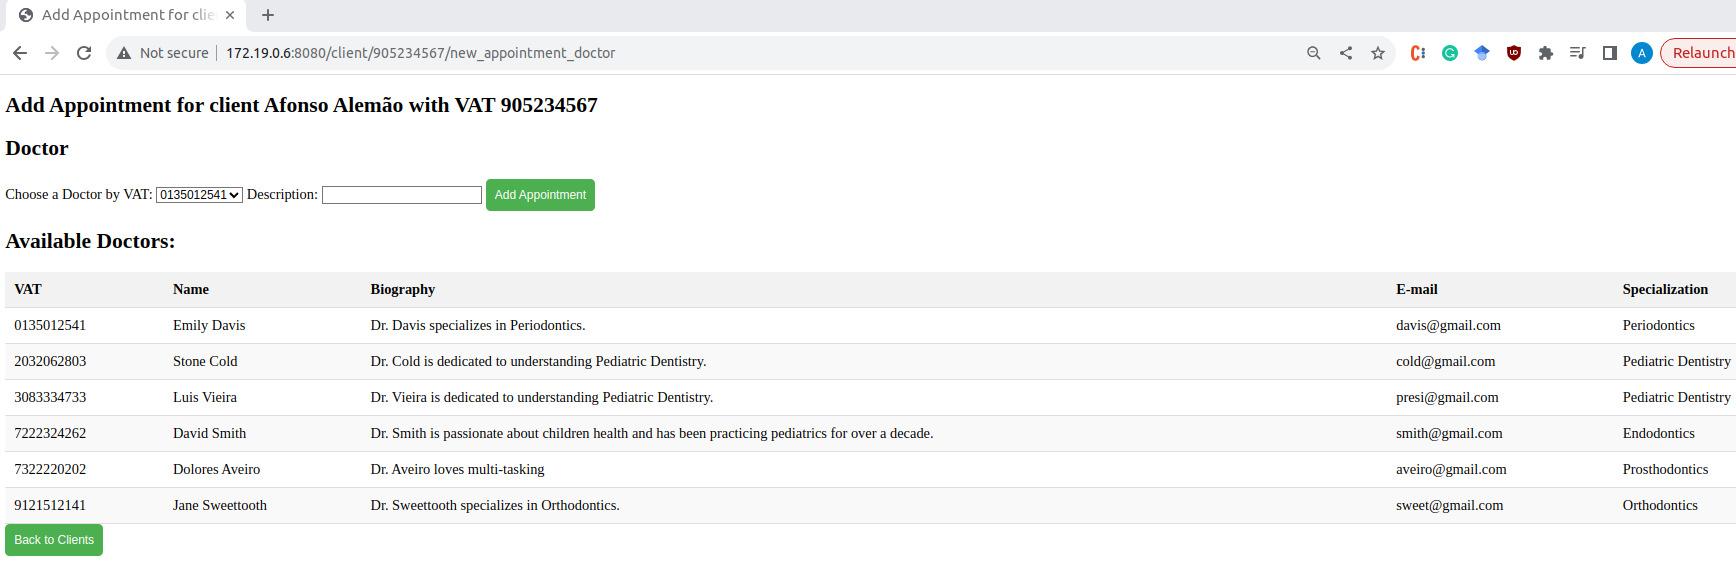 Add Appointment for clie
Not secure 172.19.0.6:8080/client/905234567/new_appointment_doctor A Relaunch
Add Appointment for client Afonso Alemão with VAT 905234567
Doctor
Choose a Doctor by VAT: 0135012541 Description: Add Appointment
Available Doctors:
VAT Name Biography E-mail Specialization
0135012541 Emily Davis Dr. Davis specializes in Periodontics. davis@gmail.com Periodontics
2032062803 Stone Cold Dr. Cold is dedicated to understanding Pediatric Dentistry. cold@gmail.com Pediatric Dentistry
3083334733 Luis Vieira Dr. Vieira is dedicated to understanding Pediatric Dentistry. presi@gmail.com Pediatric Dentistry
7222324262 David Smith Dr. Smith is passionate about children health and has been practicing pediatrics for over a decade. smith@gmail.com Endodontics
7322220202 Dolores Aveiro Dr. Aveiro loves multi-tasking aveiro@gmail.com Prosthodontics
9121512141 Jane Sweettooth Dr. Sweettooth specializes in Orthodontics. sweet@gmail.com Orthodontics
Back to Clients